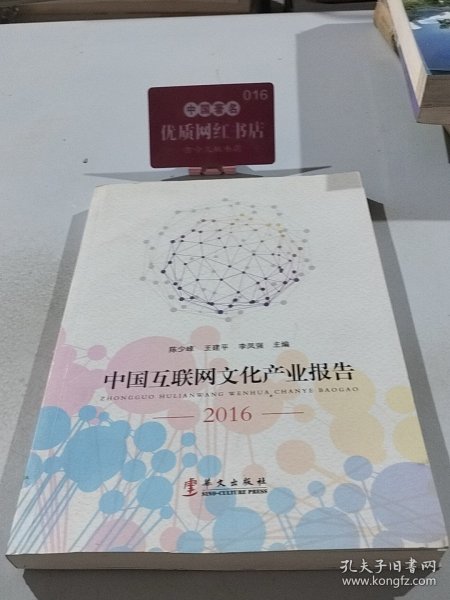 016
中国著名
优质网红书店
陈少峰 王建平 李凤强 主编
中国互联网文化产业报告
ZHONGGUO HULIANWANG WENHUA CHANYE BAOGAO
2016
华文出版社
SINO-CULTURE PRESS
孔夫子旧书网
www.kongfz.com